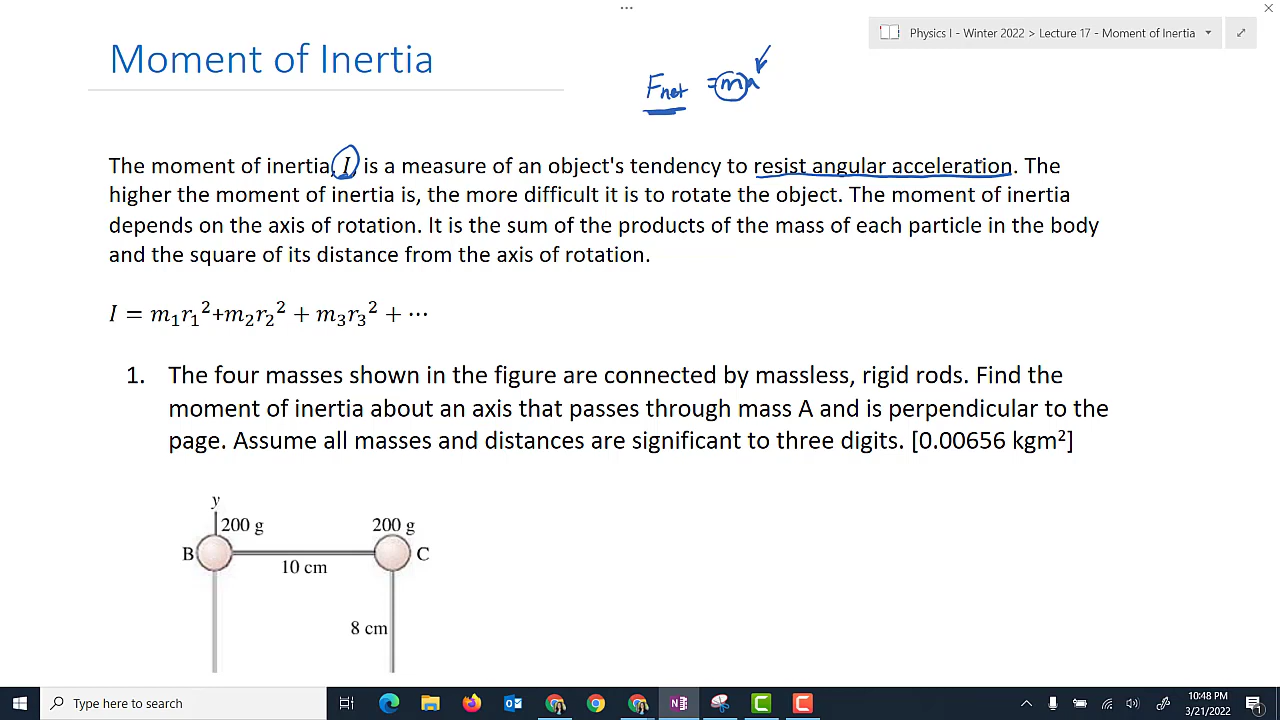 ...
Physics I - Winter 2022 > Lecture 17 - Moment of Inertia
Moment of Inertia
Fnet = ma
The moment of inertia, I, is a measure of an object's tendency to resist angular acceleration. The
higher the moment of inertia is, the more difficult it is to rotate the object. The moment of inertia
depends on the axis of rotation. It is the sum of the products of the mass of each particle in the body
and the square of its distance from the axis of rotation.
I = m₁r₁²+m₂r₂² + m₃r₃² + ⋯
1. The four masses shown in the figure are connected by massless, rigid rods. Find the
moment of inertia about an axis that passes through mass A and is perpendicular to the
page. Assume all masses and distances are significant to three digits. [0.00656 kgm²]
y
200 g 200 g
B C
10 cm
8 cm
Type here to search
10:48 PM
3/21/2022
1